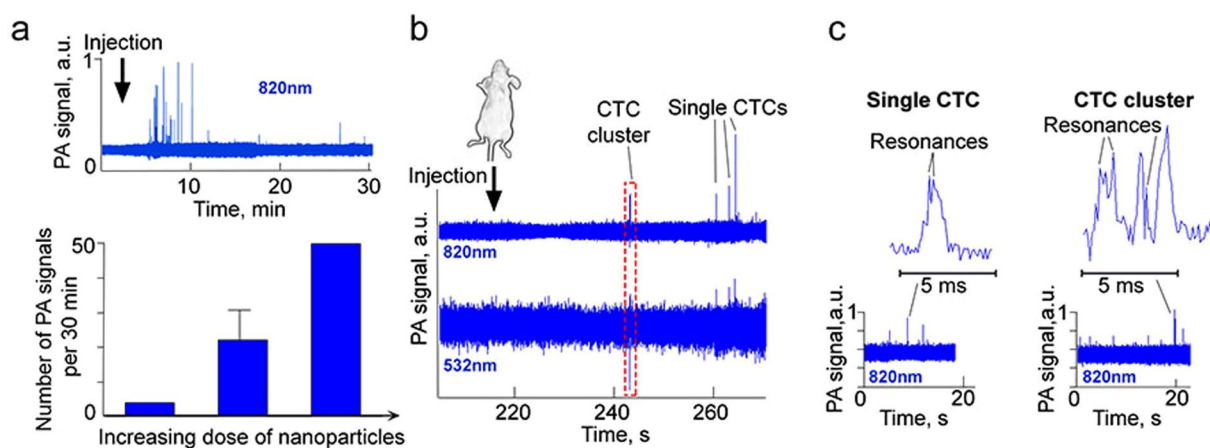 a
Injection
PA signal, a.u.
1
0
820nm
10
20
30
Time, min
Number of PA signals
per 30 min
50
0
Increasing dose of nanoparticles
b
Injection
CTC
cluster
Single CTCs
PA signal, a.u.
820nm
PA signal, a.u.
532nm
220
240
260
Time, s
c
Single CTC
Resonances
5 ms
PA signal,a.u.
1
820nm
0
20
Time, s
CTC cluster
Resonances
5 ms
PA signal,a.u.
1
820nm
0
20
Time, s